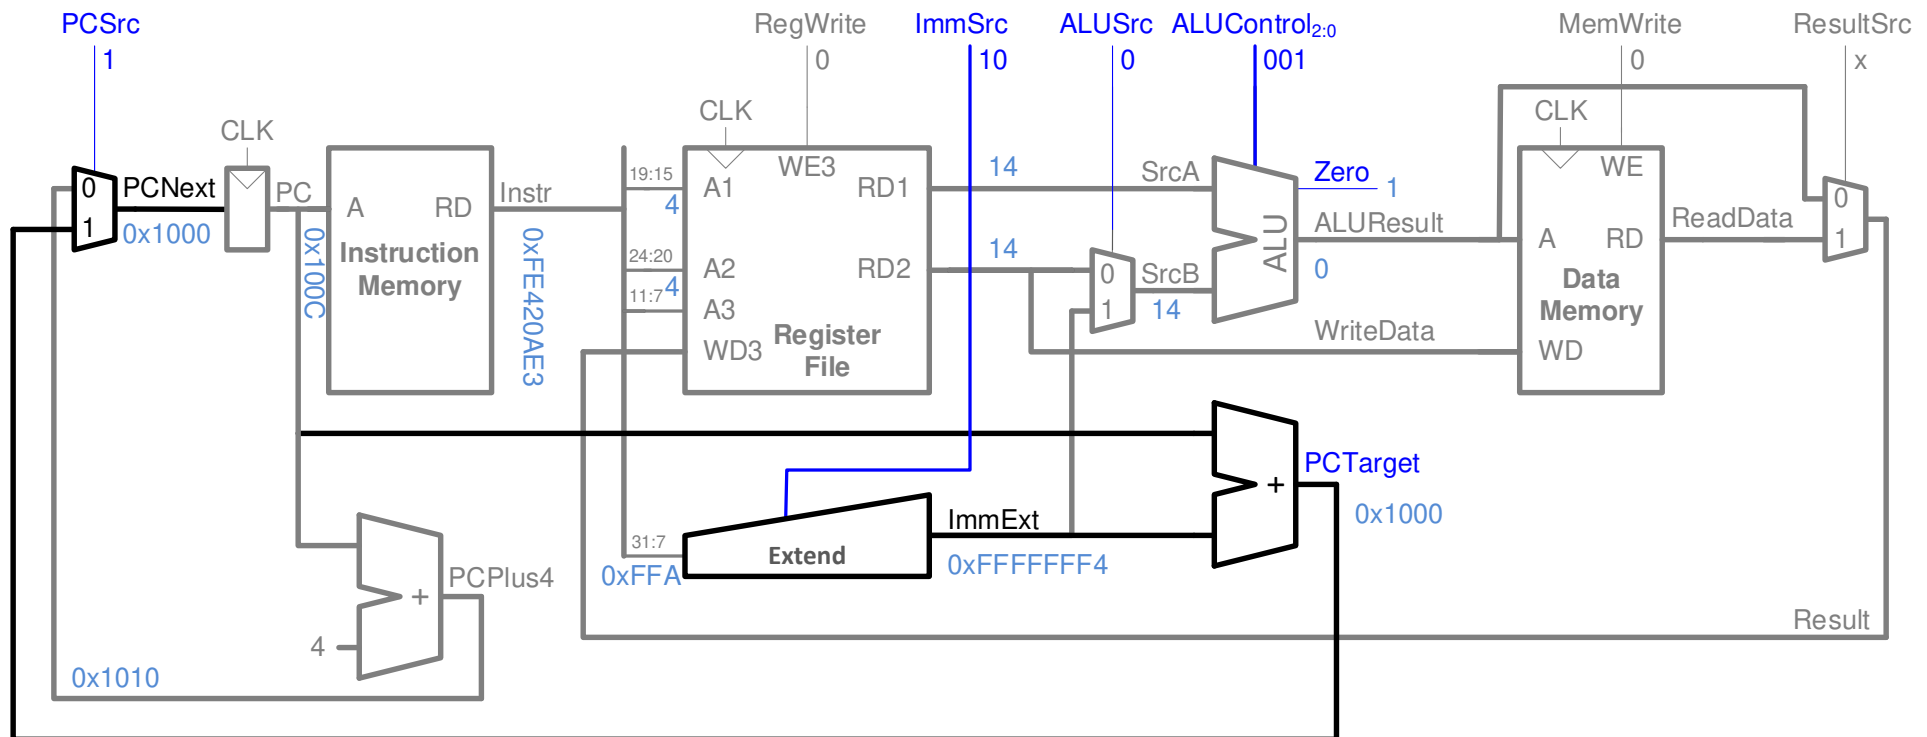 PCSrc
1
RegWrite
0
ImmSrc
10
ALUSrc
0
ALUControl2:0
001
MemWrite
0
ResultSrc
x
CLK
CLK
CLK
0
1
PCNext
0x1000
PC
0x100C
A
RD
Instruction
Memory
Instr
0xFE420AE3
19:15
4
24:20
4
11:7
A1
A2
A3
WD3
WE3
RD1
RD2
Register
File
14
14
0
1
SrcA
SrcB
14
ALU
Zero
1
ALUResult
0
WriteData
A
RD
WE
WD
Data
Memory
ReadData
0
1
PCTarget
+
0x1000
31:7
0xFFA
Extend
ImmExt
0xFFFFFFF4
PCPlus4
+
4
0x1010
Result